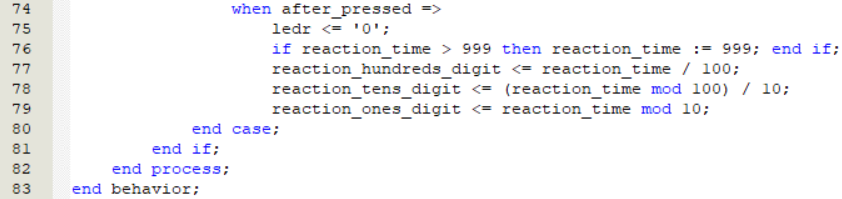 74 when after_pressed =>
75 ledr <= '0';
76 if reaction_time > 999 then reaction_time := 999; end if;
77 reaction_hundreds_digit <= reaction_time / 100;
78 reaction_tens_digit <= (reaction_time mod 100) / 10;
79 reaction_ones_digit <= reaction_time mod 10;
80 end case;
81 end if;
82 end process;
83 end behavior;